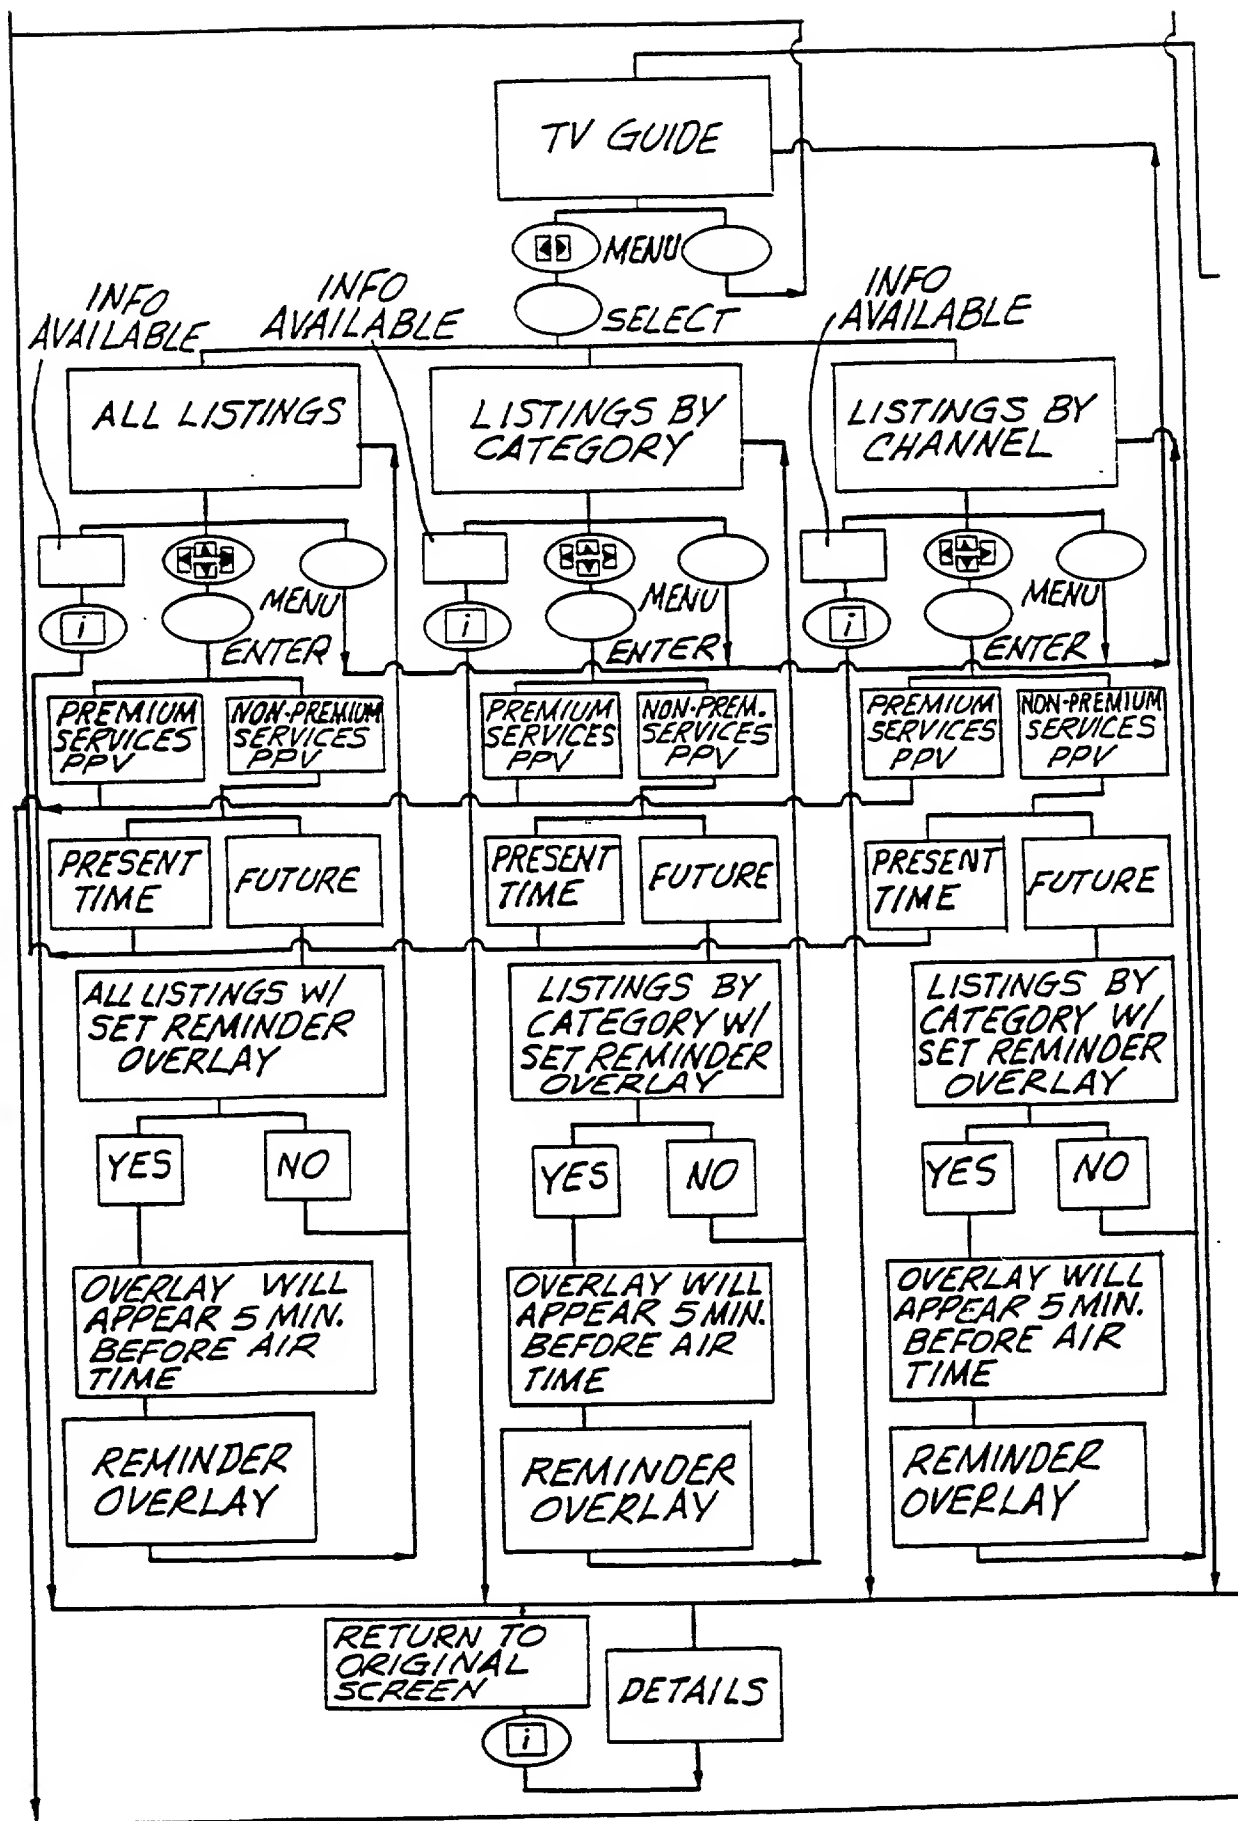 TV GUIDE
MENU
SELECT
INFO
AVAILABLE
INFO
AVAILABLE
INFO
AVAILABLE
ALL LISTINGS
LISTINGS BY
CATEGORY
LISTINGS BY
CHANNEL
i
MENU
ENTER
i
MENU
ENTER
i
MENU
ENTER
PREMIUM
SERVICES
PPV
NON-PREMIUM
SERVICES
PPV
PREMIUM
SERVICES
PPV
NON-PREM.
SERVICES
PPV
PREMIUM
SERVICES
PPV
NON-PREMIUM
SERVICES
PPV
PRESENT
TIME
FUTURE
PRESENT
TIME
FUTURE
PRESENT
TIME
FUTURE
ALL LISTINGS W/
SET REMINDER
OVERLAY
LISTINGS BY
CATEGORY W/
SET REMINDER
OVERLAY
LISTINGS BY
CATEGORY W/
SET REMINDER
OVERLAY
YES
NO
YES
NO
YES
NO
OVERLAY WILL
APPEAR 5 MIN.
BEFORE AIR
TIME
OVERLAY WILL
APPEAR 5 MIN.
BEFORE AIR
TIME
OVERLAY WILL
APPEAR 5 MIN.
BEFORE AIR
TIME
REMINDER
OVERLAY
REMINDER
OVERLAY
REMINDER
OVERLAY
RETURN TO
ORIGINAL
SCREEN
DETAILS
i